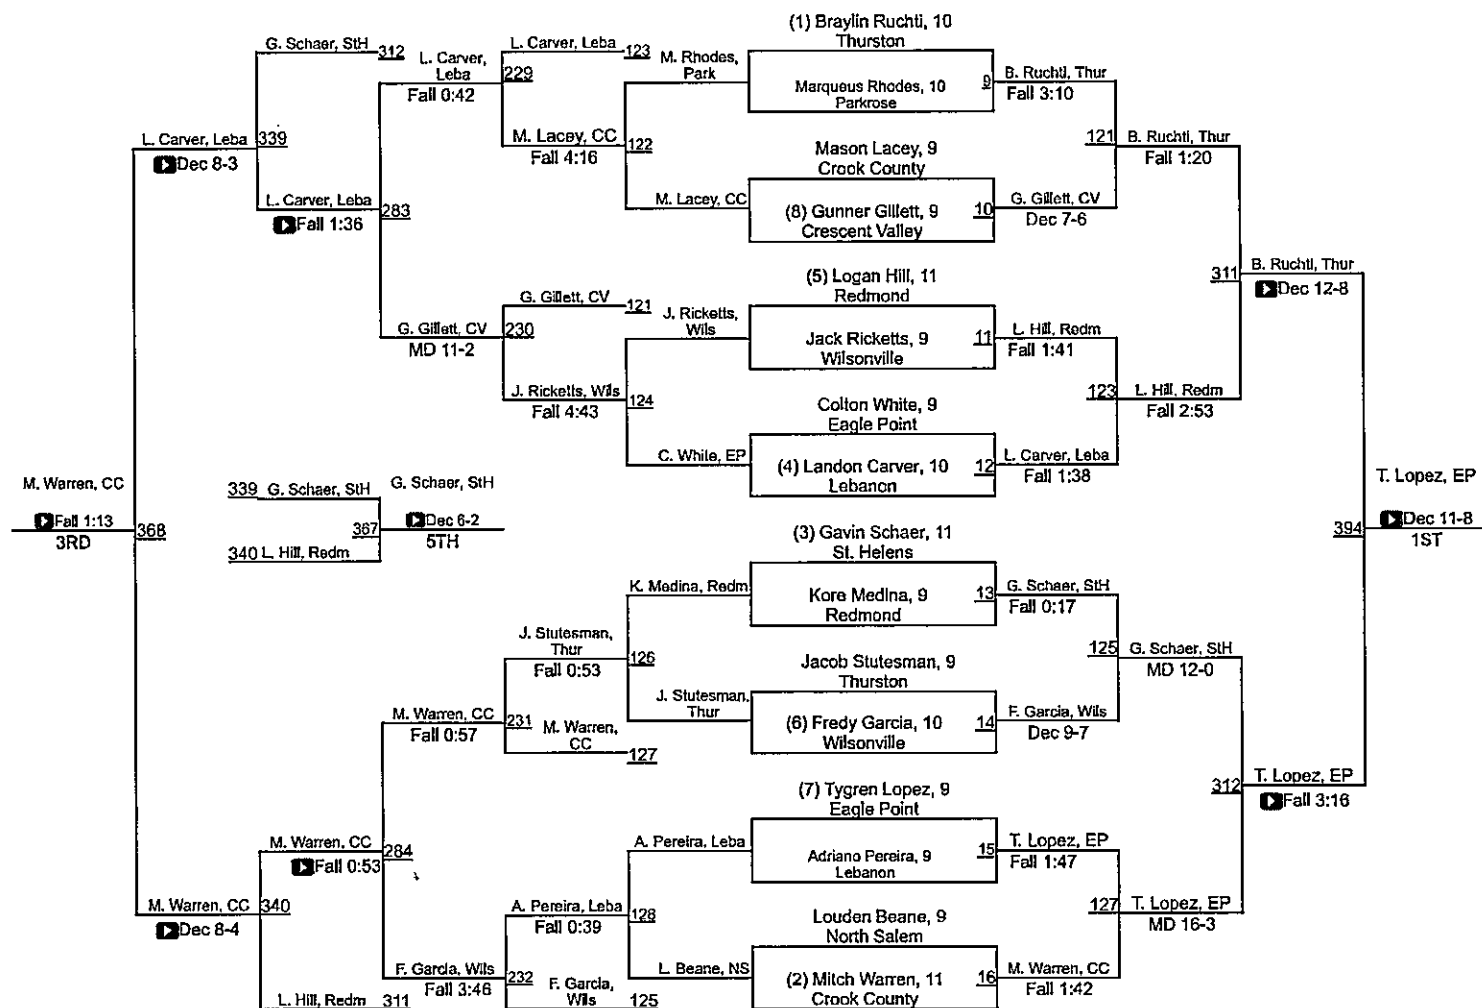 (1) Braylin Ruchti, 10
Thurston
G. Schaer, StH
312
L. Carver, Leba
123
M. Rhodes,
Park
L. Carver,
Leba
229
Fall 0:42
Marqueus Rhodes, 10
Parkrose
9
B. Ruchti, Thur
Fall 3:10
L. Carver, Leba
339
Dec 8-3
M. Lacey, CC
122
Fall 4:16
Mason Lacey, 9
Crook County
121
B. Ruchti, Thur
Fall 1:20
L. Carver, Leba
283
Fall 1:36
M. Lacey, CC
(8) Gunner Gillett, 9
Crescent Valley
10
G. Gillett, CV
Dec 7-6
311
B. Ruchti, Thur
Dec 12-8
G. Gillett, CV
121
(5) Logan Hill, 11
Redmond
G. Gillett, CV
230
MD 11-2
J. Ricketts,
Wils
Jack Ricketts, 9
Wilsonville
11
L. Hill, Redm
Fall 1:41
J. Ricketts, Wils
124
Fall 4:43
Colton White, 9
Eagle Point
123
L. Hill, Redm
Fall 2:53
C. White, EP
(4) Landon Carver, 10
Lebanon
12
L. Carver, Leba
Fall 1:38
M. Warren, CC
Fall 1:13
3RD
368
339
G. Schaer, StH
367
G. Schaer, StH
Dec 6-2
5TH
340
L. Hill, Redm
T. Lopez, EP
394
Dec 11-8
1ST
(3) Gavin Schaer, 11
St. Helens
K. Medina, Redm
Kore Medina, 9
Redmond
13
G. Schaer, StH
Fall 0:17
J. Stutesman,
Thur
126
Fall 0:53
Jacob Stutesman, 9
Thurston
125
G. Schaer, StH
MD 12-0
J. Stutesman,
Thur
(6) Fredy Garcia, 10
Wilsonville
14
F. Garcia, Wils
Dec 9-7
M. Warren, CC
231
Fall 0:57
M. Warren,
CC
127
312
T. Lopez, EP
Fall 3:16
(7) Tygren Lopez, 9
Eagle Point
M. Warren, CC
284
Fall 0:53
A. Pereira, Leba
Adriano Pereira, 9
Lebanon
15
T. Lopez, EP
Fall 1:47
M. Warren, CC
340
Dec 8-4
A. Pereira, Leba
128
Fall 0:39
Louden Beane, 9
North Salem
127
T. Lopez, EP
MD 16-3
F. Garcia, Wils
232
Fall 3:46
L. Beane, NS
(2) Mitch Warren, 11
Crook County
16
M. Warren, CC
Fall 1:42
L. Hill, Redm
311
F. Garcia,
Wils
125